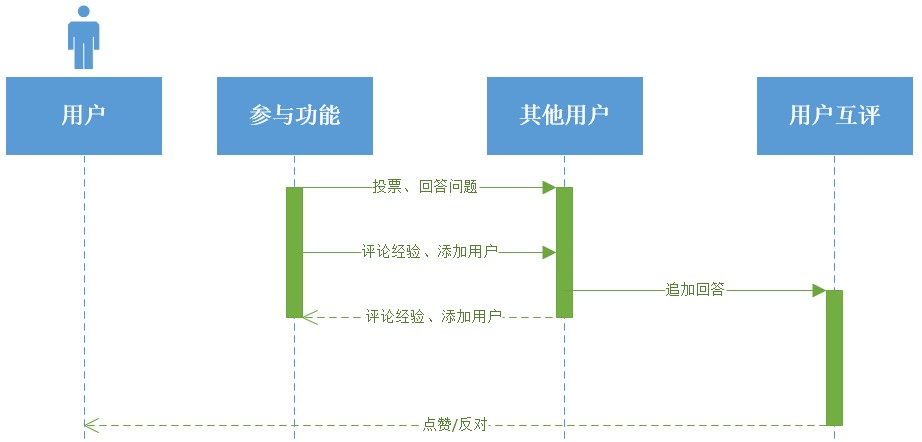 用户
参与功能
其他用户
用户互评
投票、回答问题
评论经验、添加用户
追加回答
评论经验、添加用户
点赞/反对